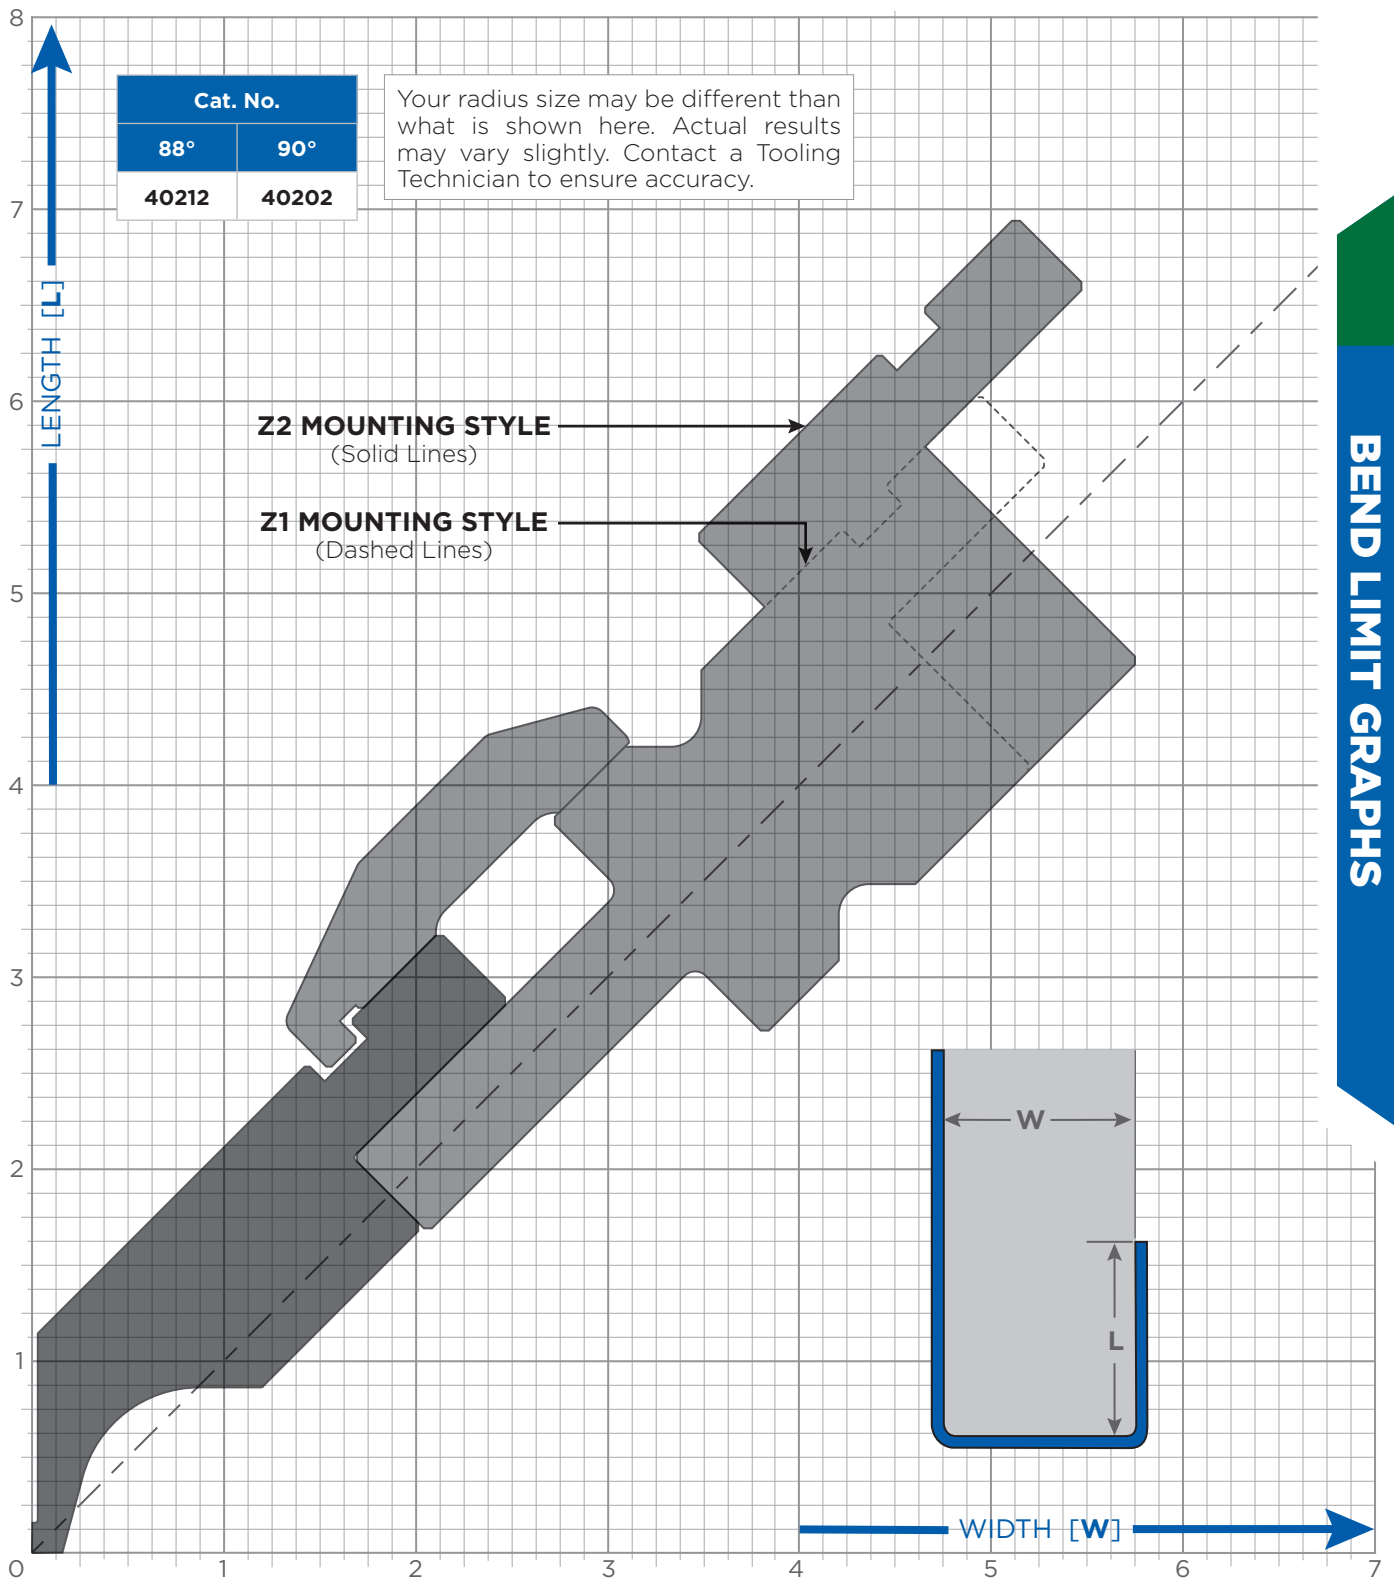 8
Cat. No.
88° 90°
40212 40202
Your radius size may be different than
what is shown here. Actual results
may vary slightly. Contact a Tooling
Technician to ensure accuracy.
7
LENGTH [L]
6
Z2 MOUNTING STYLE
(Solid Lines)
Z1 MOUNTING STYLE
(Dashed Lines)
5
BEND LIMIT GRAPHS
4
3
W
2
L
1
WIDTH [W]
0 1 2 3 4 5 6 7